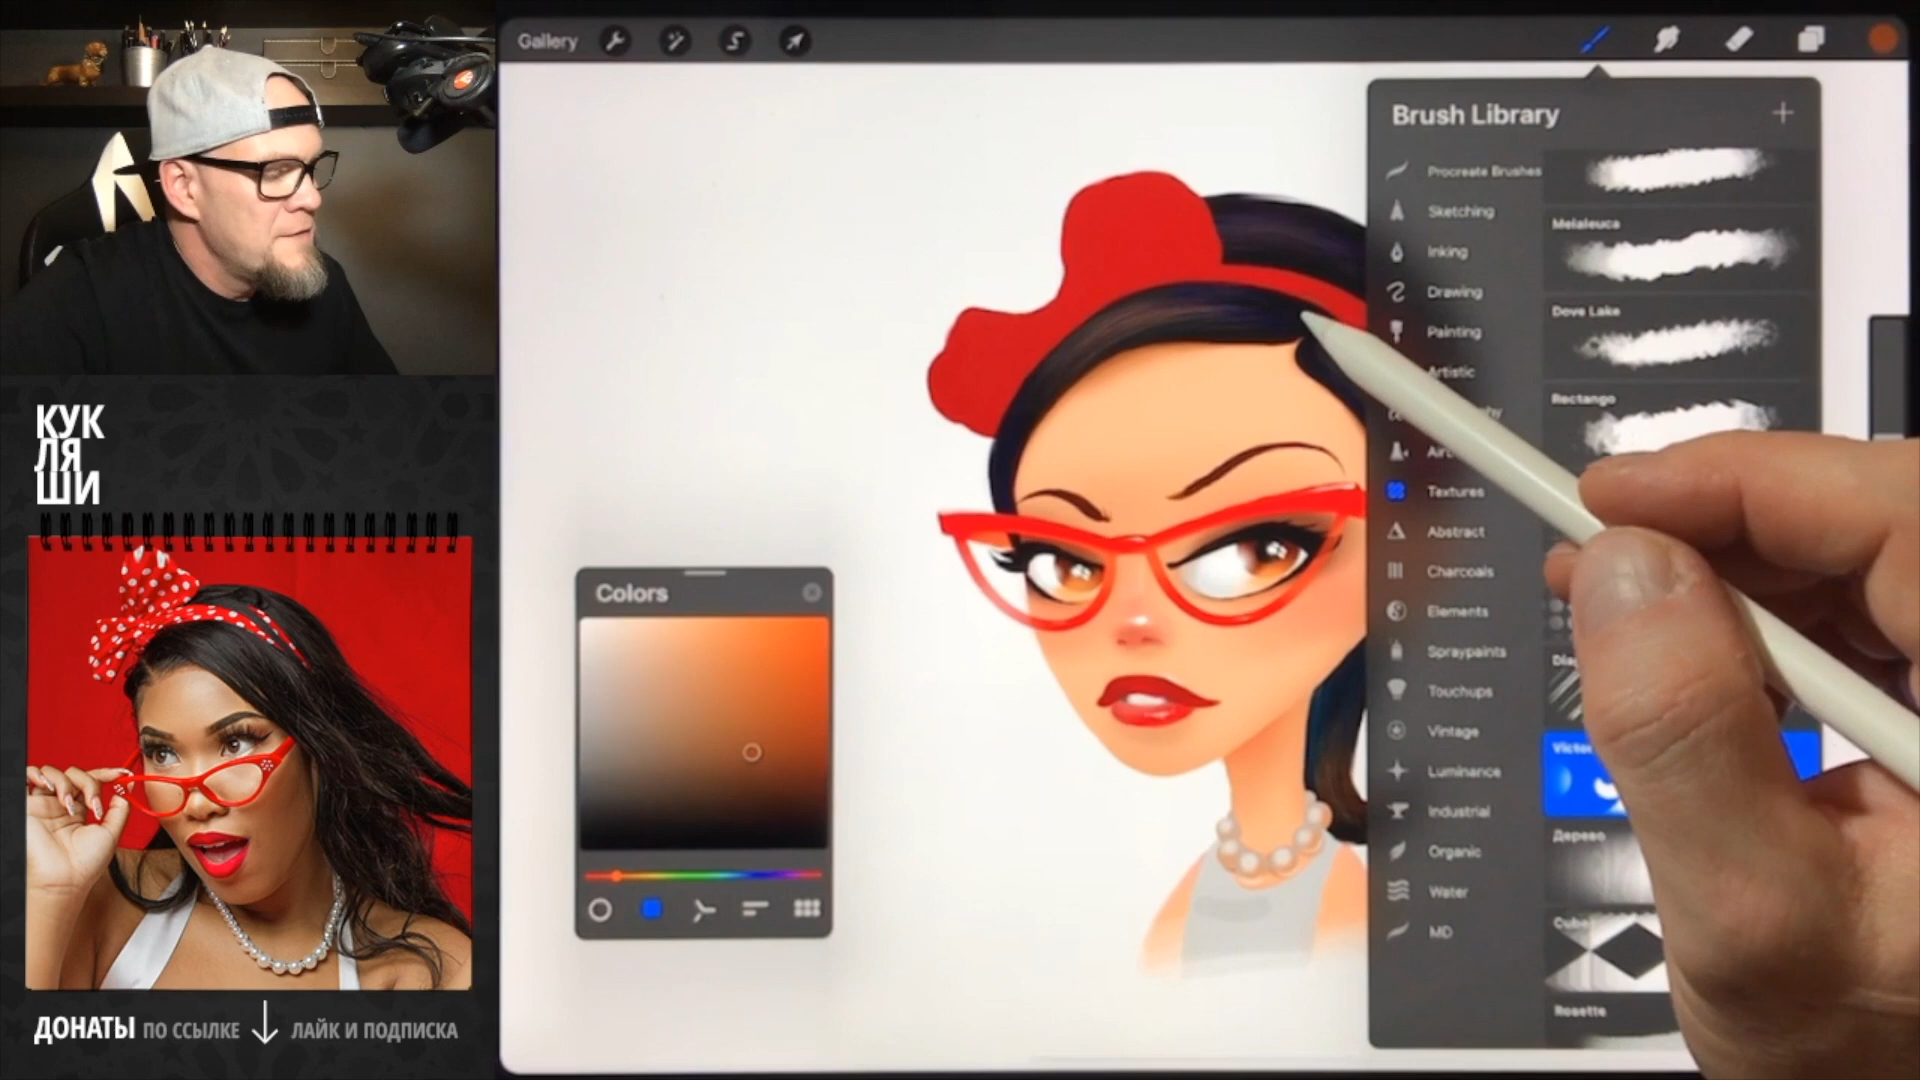 Gallery
Brush Library
Procreate Brushes
Sketching
Inking
Drawing
Painting
Artistic
Textures
Abstract
Charcoals
Elements
Spraypaints
Touchups
Vintage
Luminance
Industrial
Organic
Water
MD
Melaleuca
Dove Lake
Rectango
Дерево
Rosette
Colors
КУК
ЛЯ
ШИ
ДОНАТЫ ПО ССЫЛКЕ ↓ ЛАЙК И ПОДПИСКА